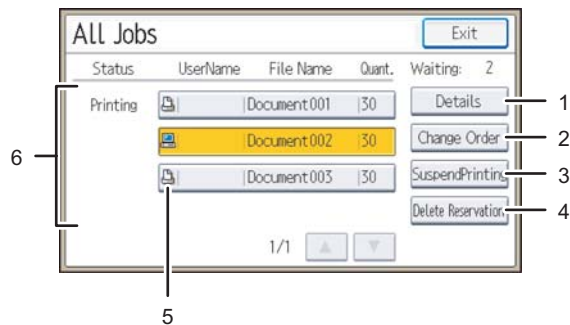 All Jobs Exit
Status UserName File Name Quant. Waiting: 2
Printing Document001 30 Details 1
Document002 30 Change Order 2
6
Document003 30 SuspendPrinting 3
Delete Reservation 4
1/1
5